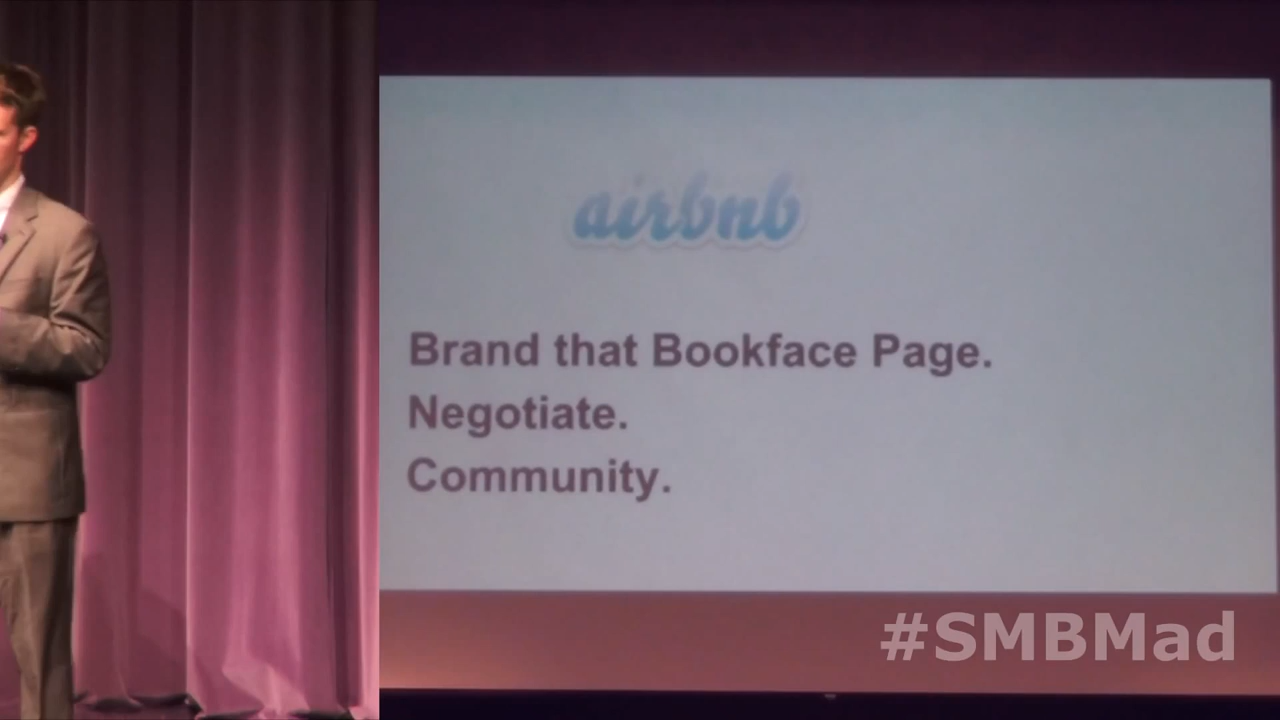 airbnb
Brand that Bookface Page.
Negotiate.
Community.
#SMBMad